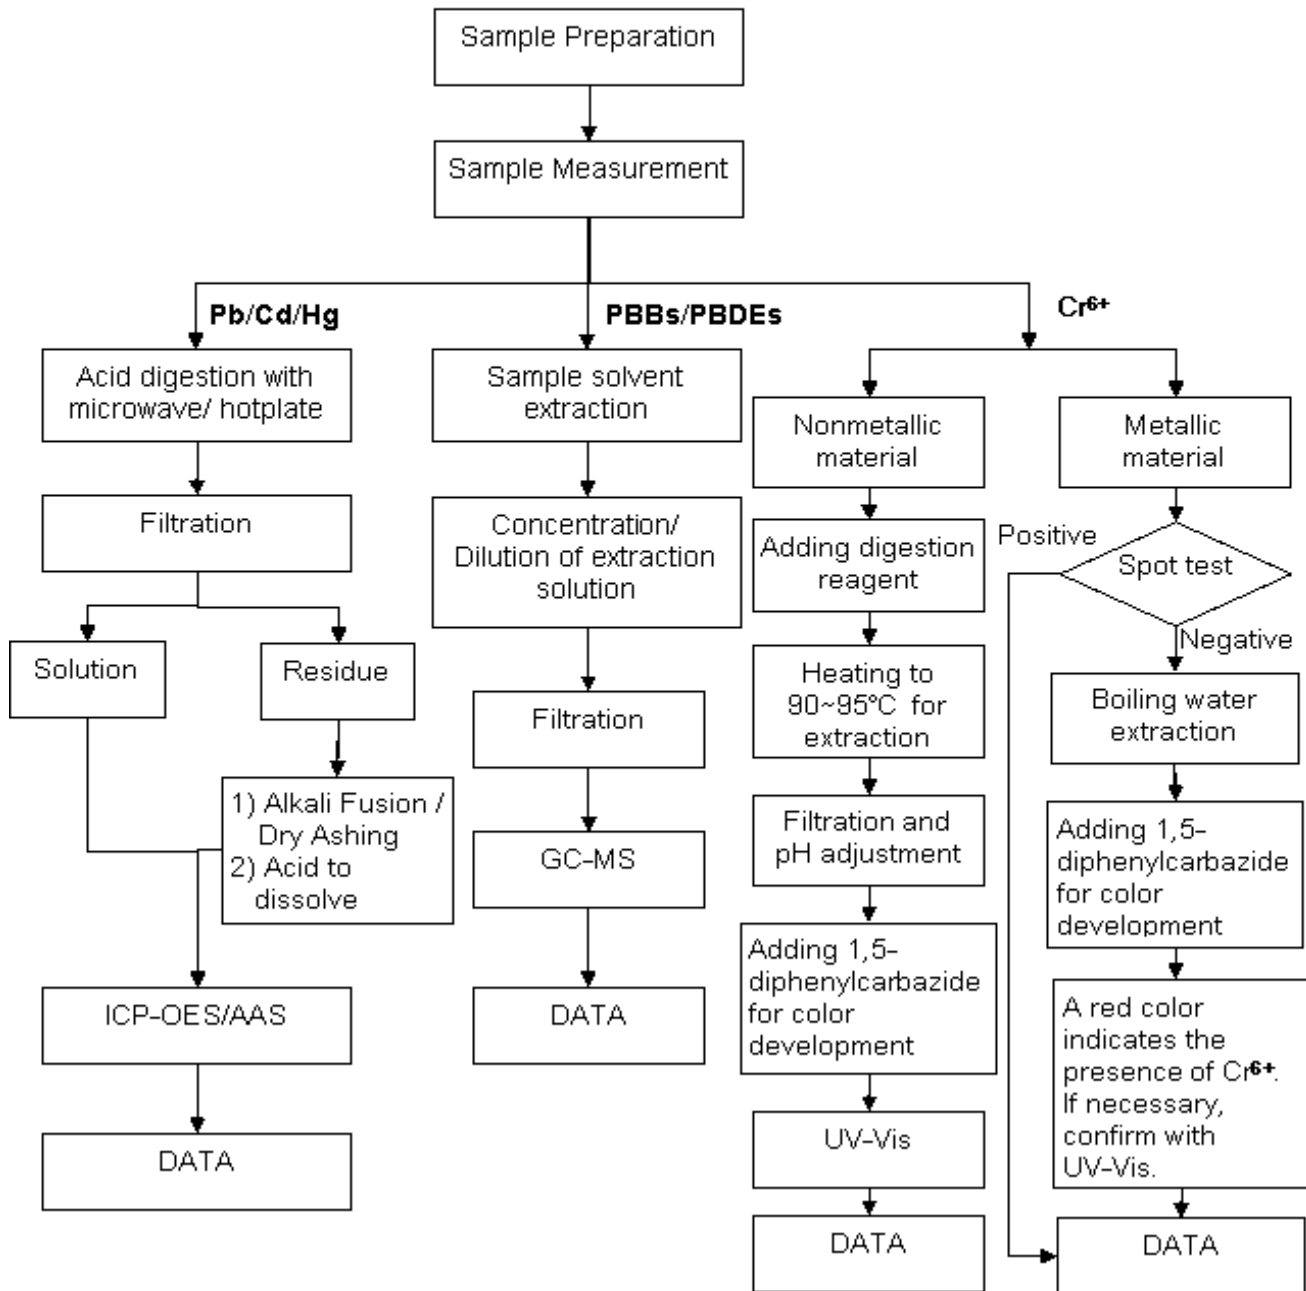 Sample Preparation
Sample Measurement
Pb/Cd/Hg
PBBs/PBDEs
Cr⁶⁺
Acid digestion with
microwave/ hotplate
Filtration
Solution
Residue
1) Alkali Fusion /
Dry Ashing
2) Acid to
dissolve
ICP-OES/AAS
DATA
Sample solvent
extraction
Concentration/
Dilution of extraction
solution
Filtration
GC-MS
DATA
Nonmetallic
material
Adding digestion
reagent
Heating to
90~95°C for
extraction
Filtration and
pH adjustment
Adding 1,5-
diphenylcarbazide
for color
development
UV-Vis
DATA
Metallic
material
Positive
Spot test
Negative
Boiling water
extraction
Adding 1,5-
diphenylcarbazide
for color
development
A red color
indicates the
presence of Cr⁶⁺.
If necessary,
confirm with
UV-Vis.
DATA